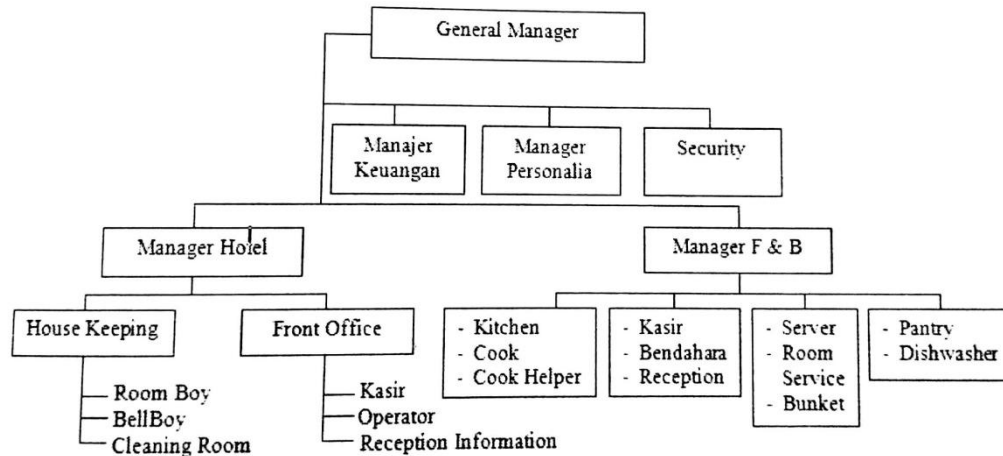 General Manager
Manajer
Keuangan
Manager
Personalia
Security
Manager Hotel
Manager F & B
House Keeping
Front Office
- Kitchen
- Cook
- Cook Helper
- Kasir
- Bendahara
- Reception
- Server
- Room
Service
- Bunket
- Pantry
- Dishwasher
Room Boy
BellBoy
Cleaning Room
Kasir
Operator
Reception Information